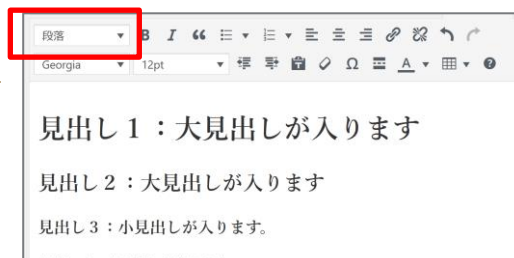 段落 B I
Georgia 12pt Ω A
見出し１：大見出しが入ります
見出し２：大見出しが入ります
見出し３：小見出しが入ります。